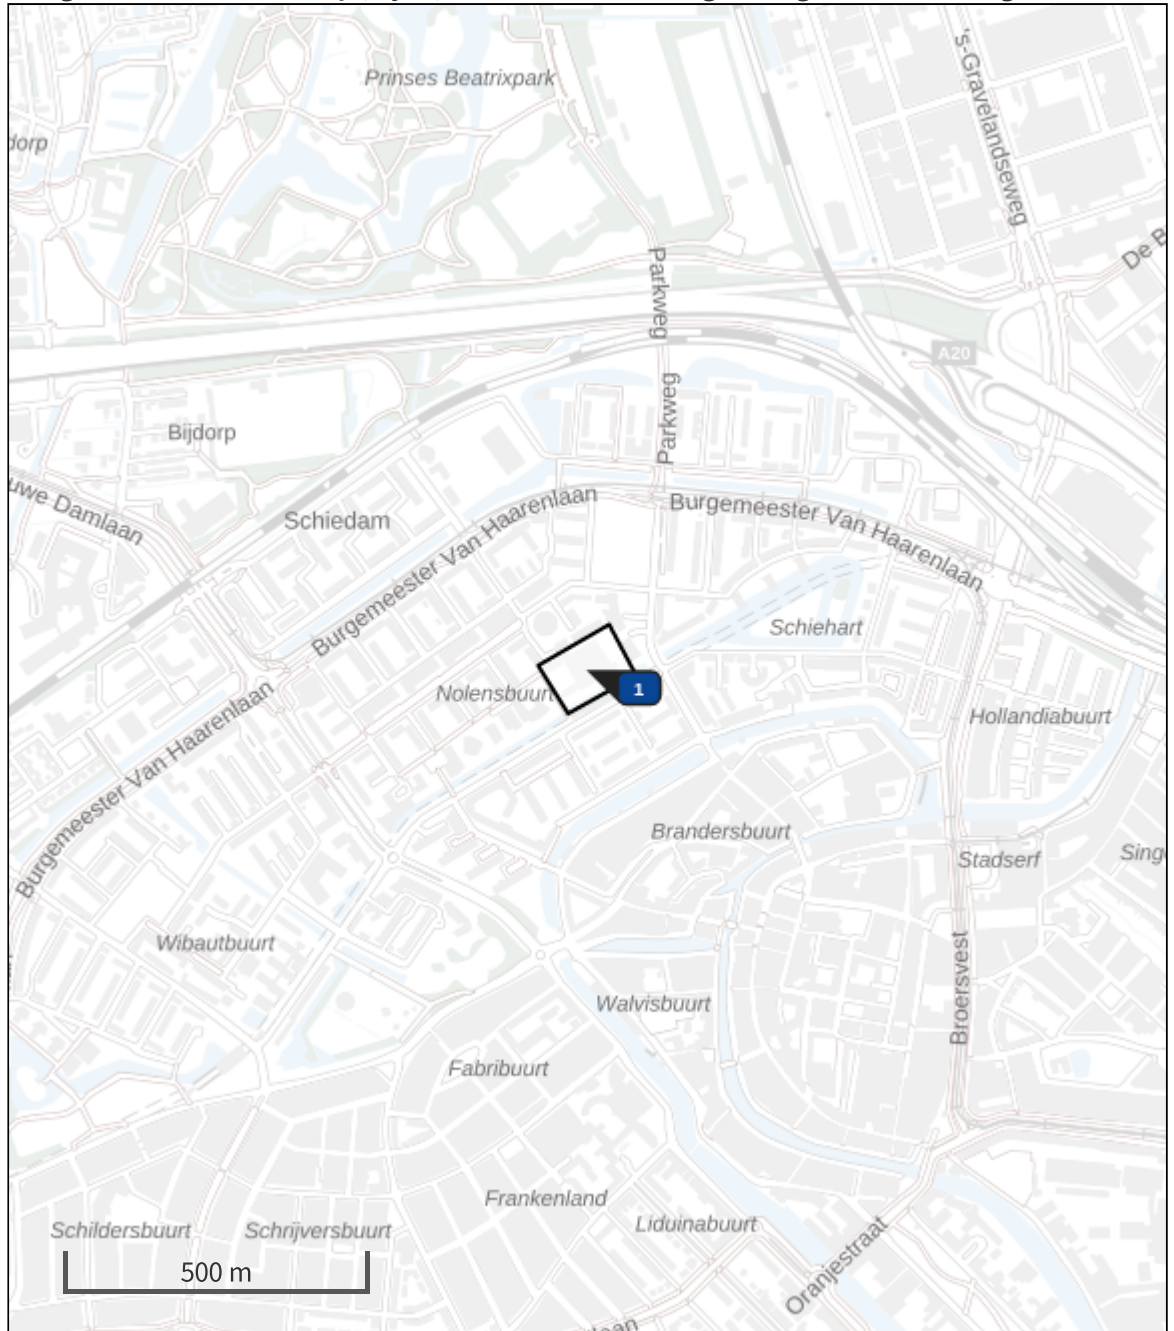 Prinses Beatrixpark
's-Gravelandseweg
dorp
De B
Parkweg
A20
Parkweg
Bijdorp
uwe Damlaan
Schiedam
Burgemeester Van Haarenlaan
Burgemeester Van Haarenlaan
Schiehart
1
Nolensbuurt
Hollandiabuurt
Burgemeester Van Haarenlaan
Brandersbuurt
Stadserf
Sing
Wibautbuurt
Broersvest
Walvisbuurt
Fabribuurt
Frankenland
Liduinabuurt
Schildersbuurt
Schrijversbuurt
Oranjestraat
500 m
laan